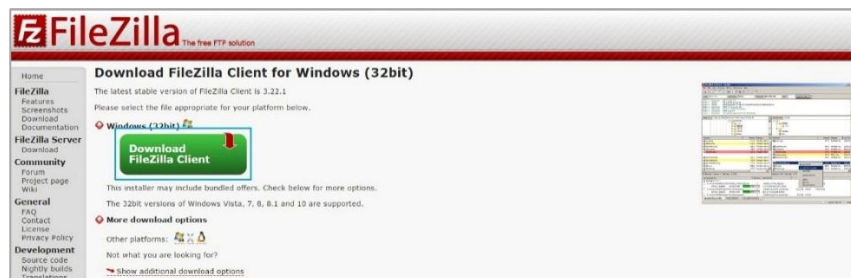 FileZilla The free FTP solution
Home
FileZilla
Features
Screenshots
Download
Documentation
FileZilla Server
Download
Community
Forum
Project page
Wiki
General
FAQ
Contact
License
Privacy Policy
Development
Source code
Nightly builds
Translations
Download FileZilla Client for Windows (32bit)
The latest stable version of FileZilla Client is 3.22.1
Please select the file appropriate for your platform below.
Windows (32bit)
Download
FileZilla Client
This installer may include bundled offers. Check below for more options.
The 32bit versions of Windows Vista, 7, 8, 8.1 and 10 are supported.
More download options
Other platforms:
Not what you are looking for?
Show additional download options